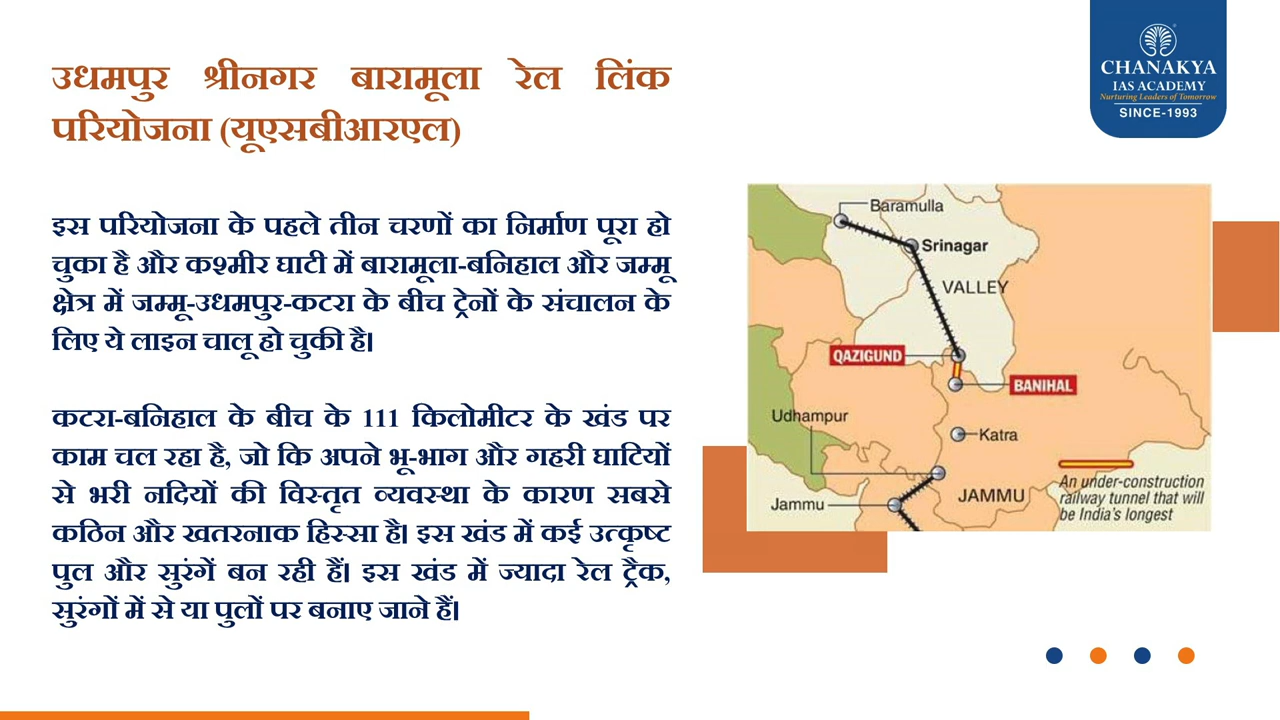 उधमपुर श्रीनगर बारामूला रेल लिंक
परियोजना (यूएसबीआरएल)
इस परियोजना के पहले तीन चरणों का निर्माण पूरा हो
चुका है और कश्मीर घाटी में बारामूला-बनिहाल और जम्मू
क्षेत्र में जम्मू-उधमपुर-कटरा के बीच ट्रेनों के संचालन के
लिए ये लाइन चालू हो चुकी है।
कटरा-बनिहाल के बीच के 111 किलोमीटर के खंड पर
काम चल रहा है, जो कि अपने भू-भाग और गहरी घाटियों
से भरी नदियों की विस्तृत व्यवस्था के कारण सबसे
कठिन और खतरनाक हिस्सा है। इस खंड में कई उत्कृष्ट
पुल और सुरंगें बन रही हैं। इस खंड में ज्यादा रेल ट्रैक,
सुरंगों में से या पुलों पर बनाए जाने हैं।
CHANAKYA
IAS ACADEMY
Nurturing Leaders of Tomorrow
SINCE-1993
Baramulla
Srinagar
VALLEY
QAZIGUND
BANIHAL
Udhampur
Katra
Jammu
JAMMU
An under-construction
railway tunnel that will
be India's longest